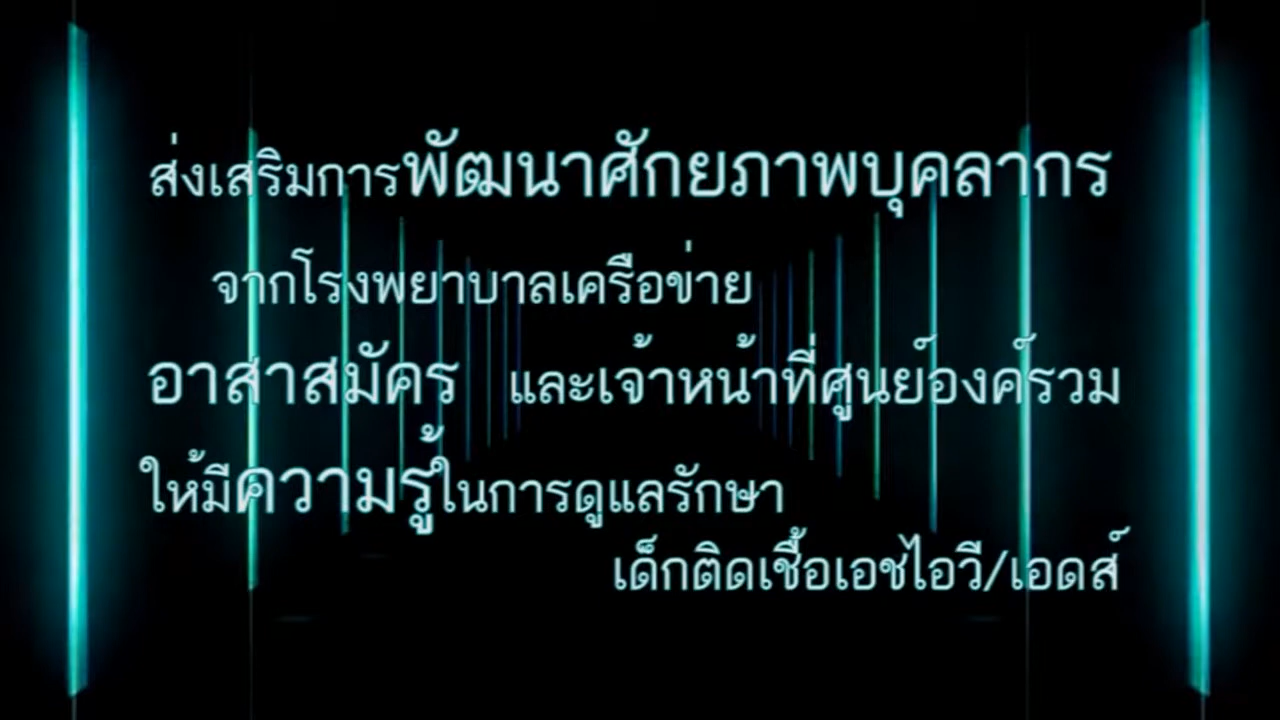 ส่งเสริมการพัฒนาศักยภาพบุคลากร
จากโรงพยาบาลเครือข่าย
อาสาสมัคร และเจ้าหน้าที่ศูนย์องค์รวม
ให้มีความรู้ในการดูแลรักษา
เด็กติดเชื้อเอชไอวี/เอดส์